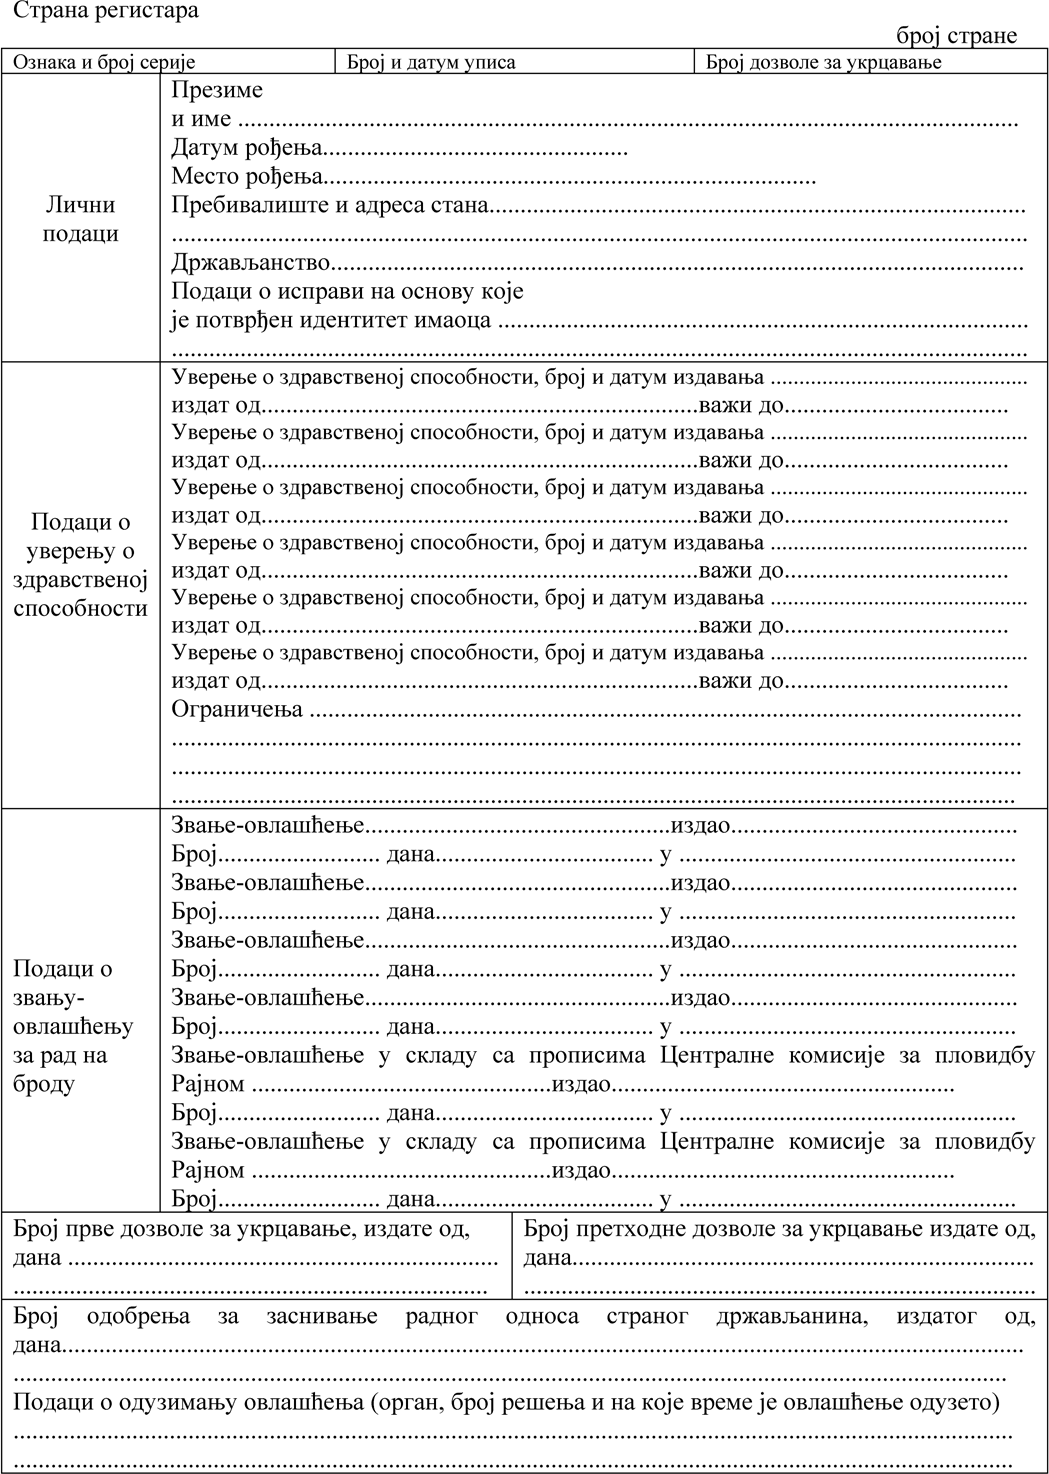 Страна регистара
број стране
Ознака и број серије
Број и датум уписа
Број дозволе за укрцавање
Лични
подаци
Презиме
и име ..............................................................................................................................
Датум рођења.................................................
Место рођења...............................................................................
Пребивалиште и адреса стана......................................................................................
.........................................................................................................................................
Држављанство...............................................................................................................
Подаци о исправи на основу које
је потврђен идентитет имаоца .....................................................................................
.........................................................................................................................................
Подаци о
уверењу о
здравственој
способности
Уверење о здравственој способности, број и датум издавања ..............................................
издат од......................................................................важи до....................................
Уверење о здравственој способности, број и датум издавања ..............................................
издат од......................................................................важи до....................................
Уверење о здравственој способности, број и датум издавања ..............................................
издат од......................................................................важи до....................................
Уверење о здравственој способности, број и датум издавања ..............................................
издат од......................................................................важи до....................................
Уверење о здравственој способности, број и датум издавања ..............................................
издат од......................................................................важи до....................................
Уверење о здравственој способности, број и датум издавања ..............................................
издат од......................................................................важи до....................................
Ограничења ..................................................................................................................
........................................................................................................................................
........................................................................................................................................
.......................................................................................................................................
Подаци о
звању-
овлашћењу
за рад на
броду
Звање-овлашћење.................................................издао..............................................
Број.......................... дана................................... у ......................................................
Звање-овлашћење.................................................издао..............................................
Број.......................... дана................................... у ......................................................
Звање-овлашћење.................................................издао..............................................
Број.......................... дана................................... у ......................................................
Звање-овлашћење.................................................издао..............................................
Број.......................... дана................................... у ......................................................
Звање-овлашћење у складу са прописима Централне комисије за пловидбу
Рајном ................................................издао.......................................................
Број.......................... дана................................... у ......................................................
Звање-овлашћење у складу са прописима Централне комисије за пловидбу
Рајном ................................................издао.......................................................
Број.......................... дана................................... у ......................................................
Број прве дозволе за укрцавање, издате од,
дана .....................................................................
............................................................................
Број претходне дозволе за укрцавање издате од,
дана..........................................................................
..................................................................................
Број одобрења за заснивање радног односа страног држављанина, издатог од,
дана..........................................................................................................................................................
...............................................................................................................................................................
Подаци о одузимању овлашћења (орган, број решења и на које време је овлашћење одузето)
................................................................................................................................................................
................................................................................................................................................................